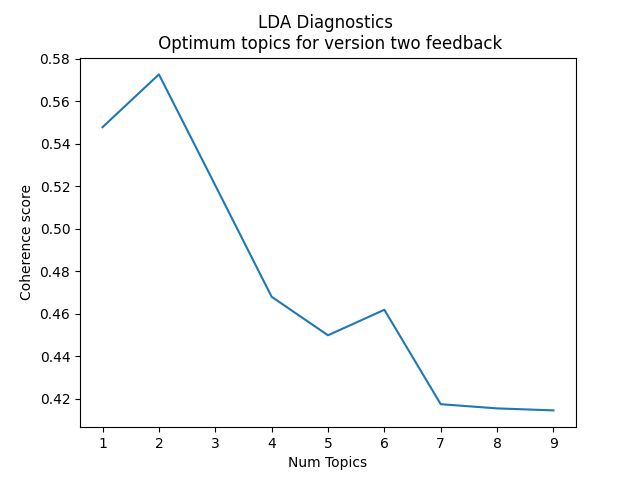 LDA Diagnostics
Optimum topics for version two feedback
0.58
0.56
0.54
0.52
0.50
0.48
0.46
0.44
0.42
Coherence score
1 2 3 4 5 6 7 8 9
Num Topics